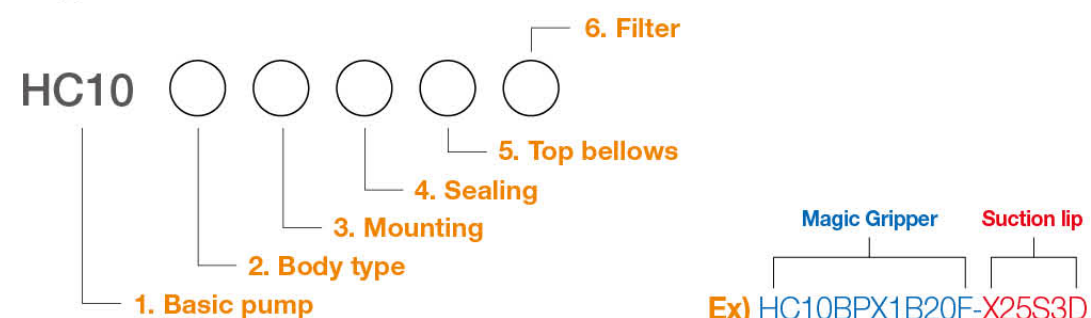 6. Filter
HC10
5. Top bellows
4. Sealing
3. Mounting
2. Body type
1. Basic pump
Magic Gripper Suction lip
Ex) HC10BPX1B20F-X25S3D